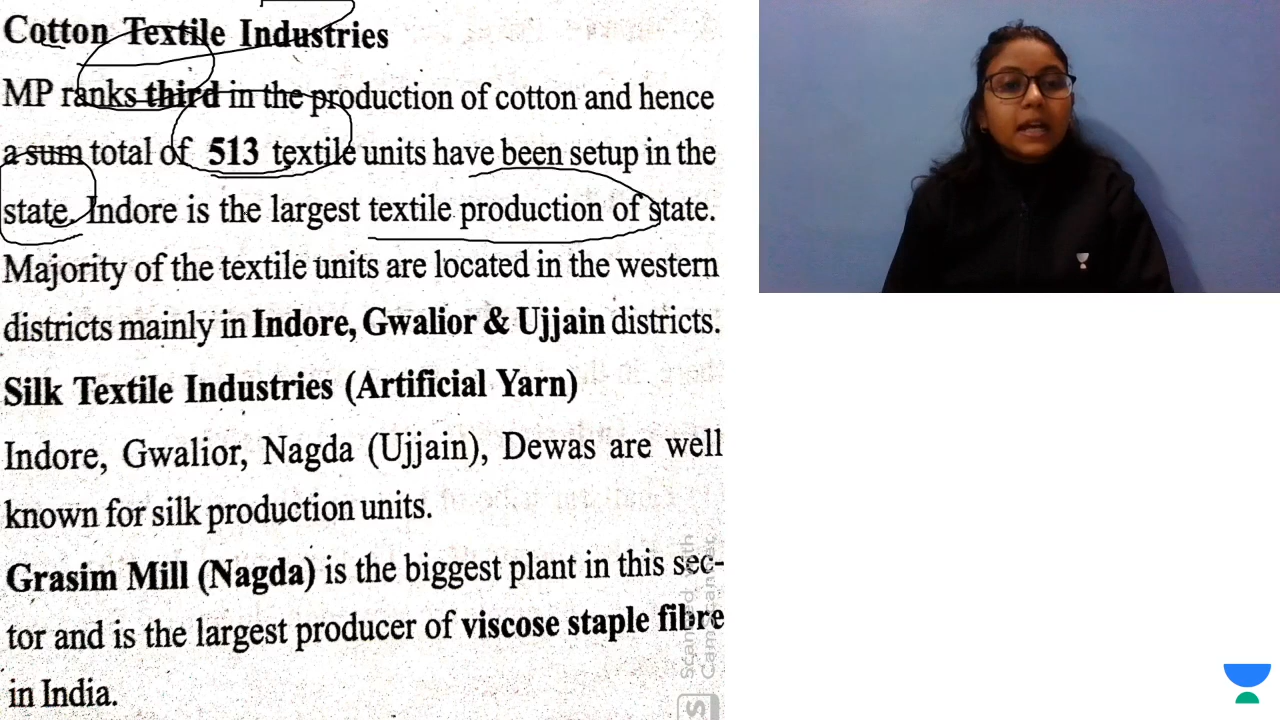 Cotton Textile Industries
MP ranks third in the production of cotton and hence
a sum total of 513 textile units have been setup in the
state. Indore is the largest textile production of state.
Majority of the textile units are located in the western
districts mainly in Indore, Gwalior & Ujjain districts.
Silk Textile Industries (Artificial Yarn)
Indore, Gwalior, Nagda (Ujjain), Dewas are well
known for silk production units.
Grasim Mill (Nagda) is the biggest plant in this sec-
tor and is the largest producer of viscose staple fibre
in India.
Scanned with
CamScanner